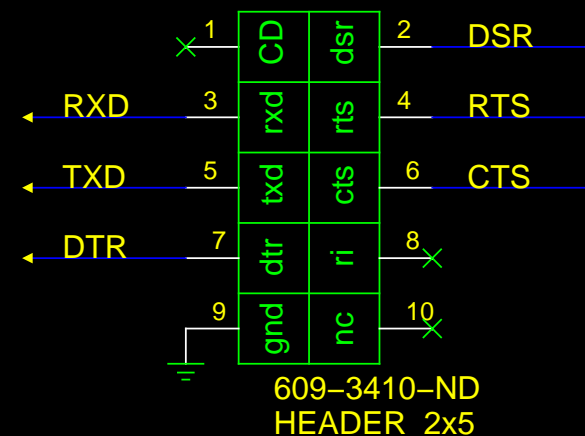 1 CD dsr 2 DSR
RXD 3 rxd rts 4 RTS
TXD 5 txd cts 6 CTS
DTR 7 dtr ri 8
9 gnd nc 10
609-3410-ND
HEADER 2x5